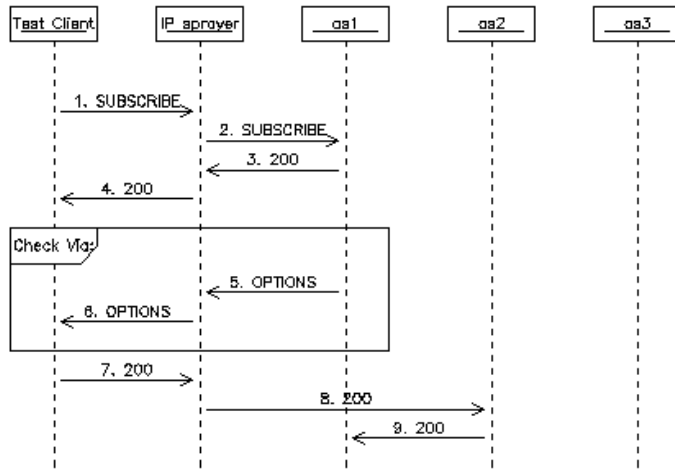 Test Client IP sprayer as1 as2 as3
1. SUBSCRIBE
2. SUBSCRIBE
3. 200
4. 200
Check Via:
5. OPTIONS
6. OPTIONS
7. 200
8. 200
9. 200